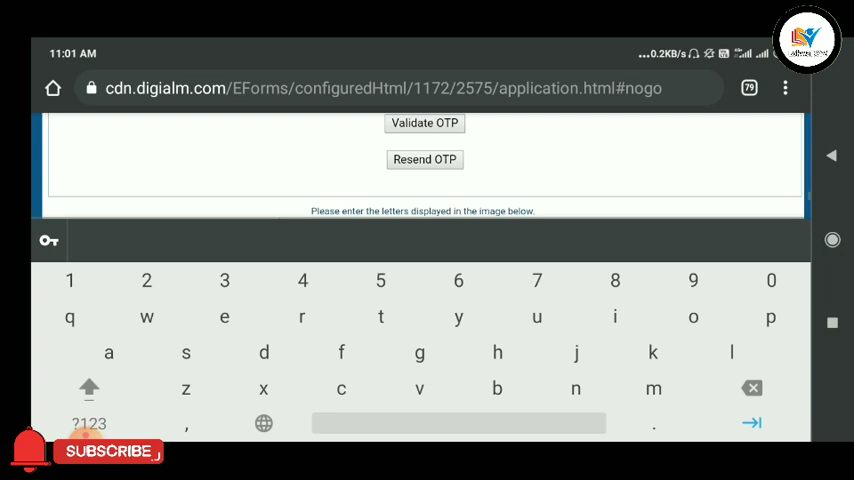 11:01 AM
...0.2KB/s
cdn.digialm.com/EForms/configuredHtml/1172/2575/application.html#nogo
79
Validate OTP
Resend OTP
Please enter the letters displayed in the image below.
1 2 3 4 5 6 7 8 9 0
q w e r t y u i o p
a s d f g h j k l
z x c v b n m
?123 , .
SUBSCRIBE